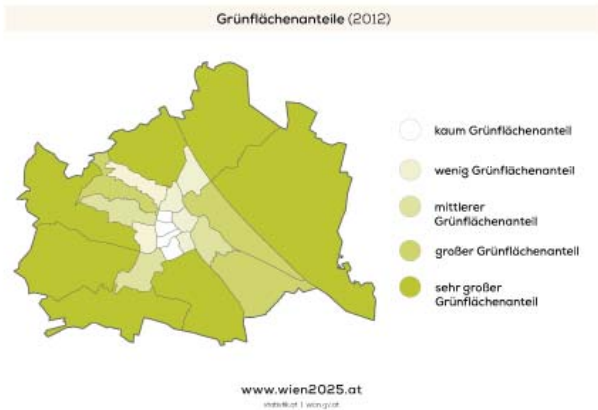 Grünflächenanteile (2012)
kaum Grünflächenanteil
wenig Grünflächenanteil
mittlerer
Grünflächenanteil
großer Grünflächenanteil
sehr großer
Grünflächenanteil
www.wien2025.at